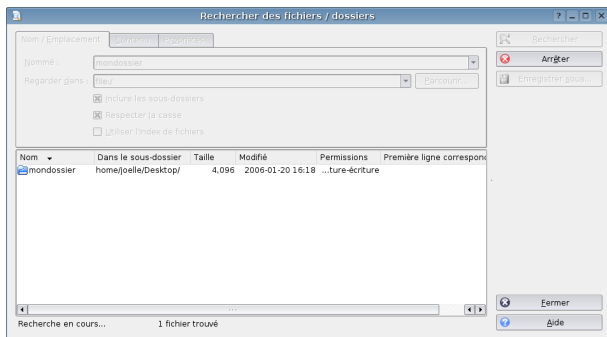 Rechercher des fichiers / dossiers
Nom / Emplacement Contenu Propriétés
Rechercher
Nommé : mondossier
Arrêter
Regarder dans : file:/ Parcourir...
Enregistrer sous...
Inclure les sous-dossiers
Respecter la casse
Utiliser l'index de fichiers
Nom Dans le sous-dossier Taille Modifié Permissions Première ligne correspond
mondossier home/joelle/Desktop/ 4,096 2006-01-20 16:18 ...ture-écriture
Fermer
Recherche en cours... 1 fichier trouvé
Aide